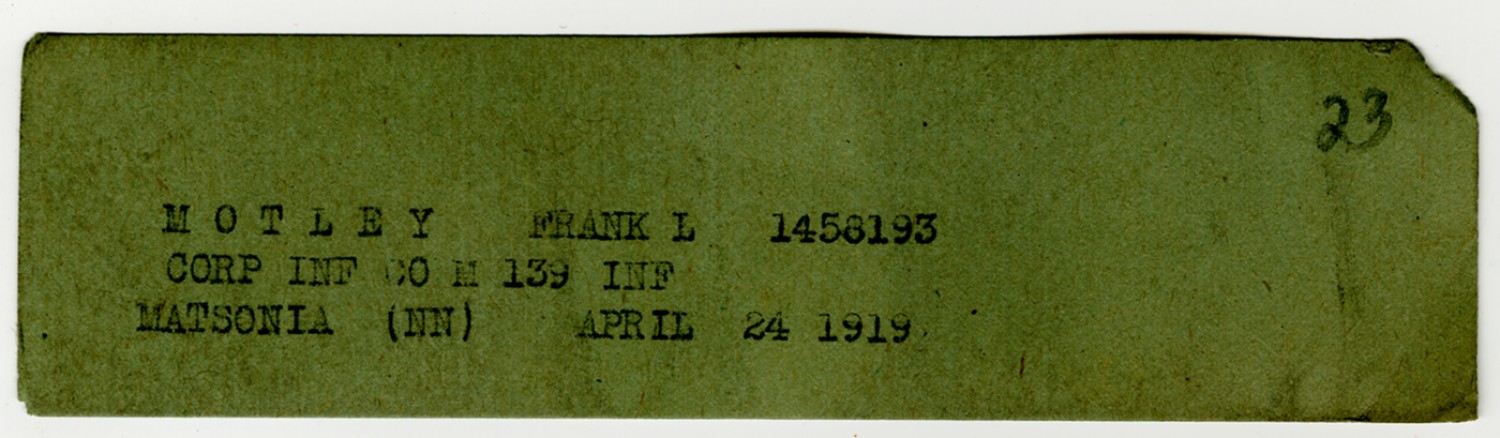 23
M O T L E Y FRANK L 1458193
CORP INF CO M 139 INF
MATSONIA (NN) APRIL 24 1919